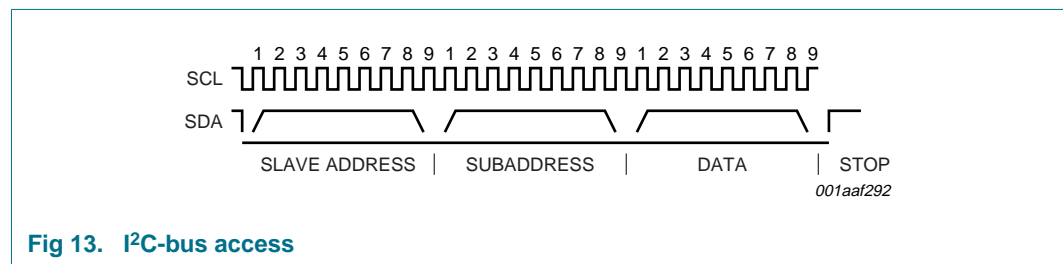 1 2 3 4 5 6 7 8 9 1 2 3 4 5 6 7 8 9 1 2 3 4 5 6 7 8 9
SCL
SDA
SLAVE ADDRESS | SUBADDRESS | DATA | STOP
001aaf292
Fig 13. I²C-bus access